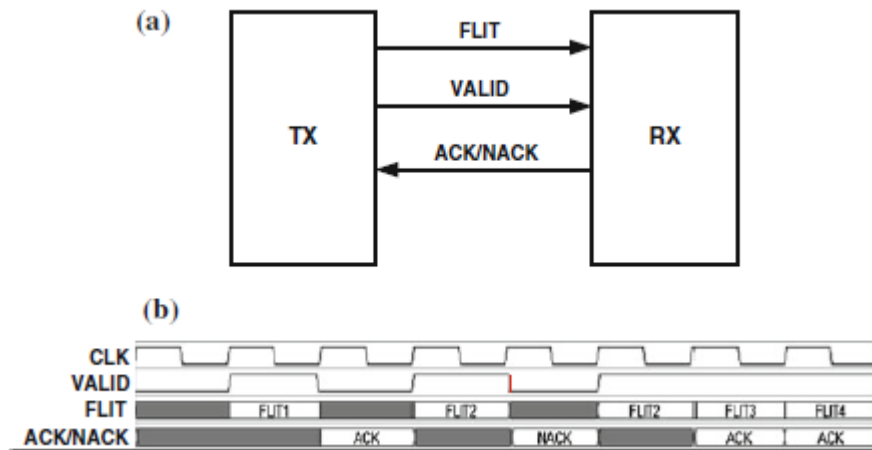 (a)
FLIT
VALID
TX
RX
ACK/NACK
(b)
CLK
VALID
FLIT FLIT1 FLIT2 FLIT2 FLIT3 FLIT4
ACK/NACK ACK NACK ACK ACK